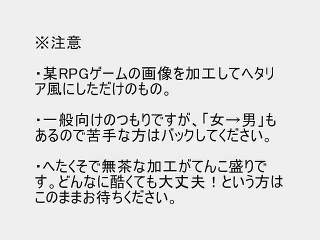 ※注意
・某RPGゲームの画像を加工してヘタリ
ア風にしただけのもの。
・一般向けのつもりですが、「女→男」も
あるので苦手な方はバックしてください。
・へたくそで無茶な加工がてんこ盛りで
す。どんなに酷くても大丈夫！という方は
このままお待ちください。